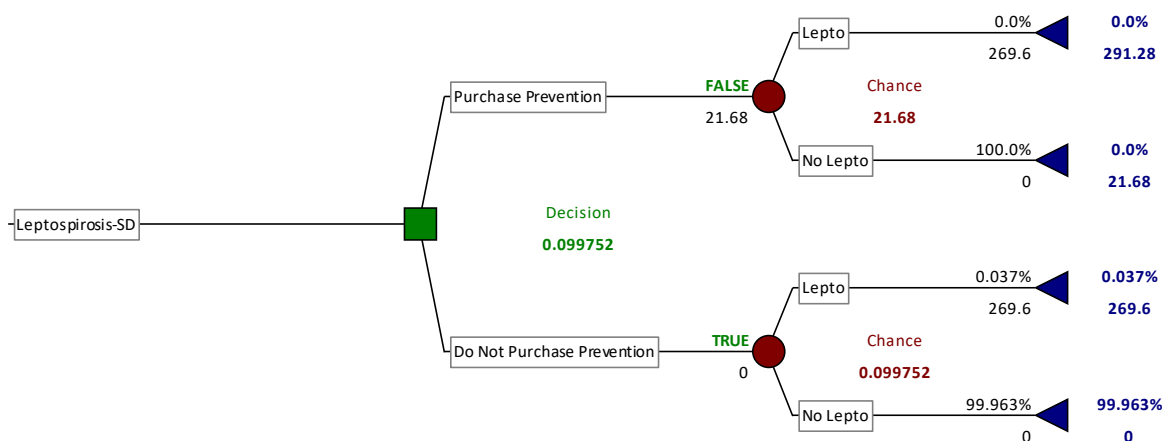 Lepto
0.0%
269.6
0.0%
291.28
Purchase Prevention
FALSE
21.68
Chance
21.68
No Lepto
100.0%
0
0.0%
21.68
Leptospirosis-SD
Decision
0.099752
Lepto
0.037%
269.6
0.037%
269.6
Do Not Purchase Prevention
TRUE
0
Chance
0.099752
No Lepto
99.963%
0
99.963%
0